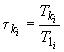 τ_{k_i} = T_{k_i} / T_{1_i}